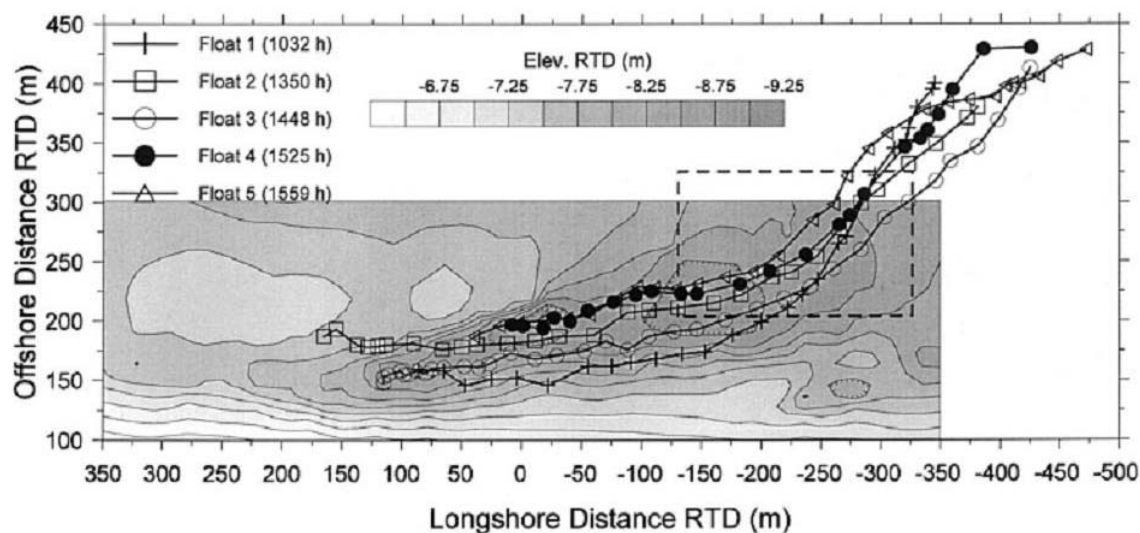 450
400
350
300
250
200
150
100
Offshore Distance RTD (m)
Float 1 (1032 h)
Float 2 (1350 h)
Float 3 (1448 h)
Float 4 (1525 h)
Float 5 (1559 h)
Elev. RTD (m)
-6.75 -7.25 -7.75 -8.25 -8.75 -9.25
350 300 250 200 150 100 50 0 -50 -100 -150 -200 -250 -300 -350 -400 -450 -500
Longshore Distance RTD (m)